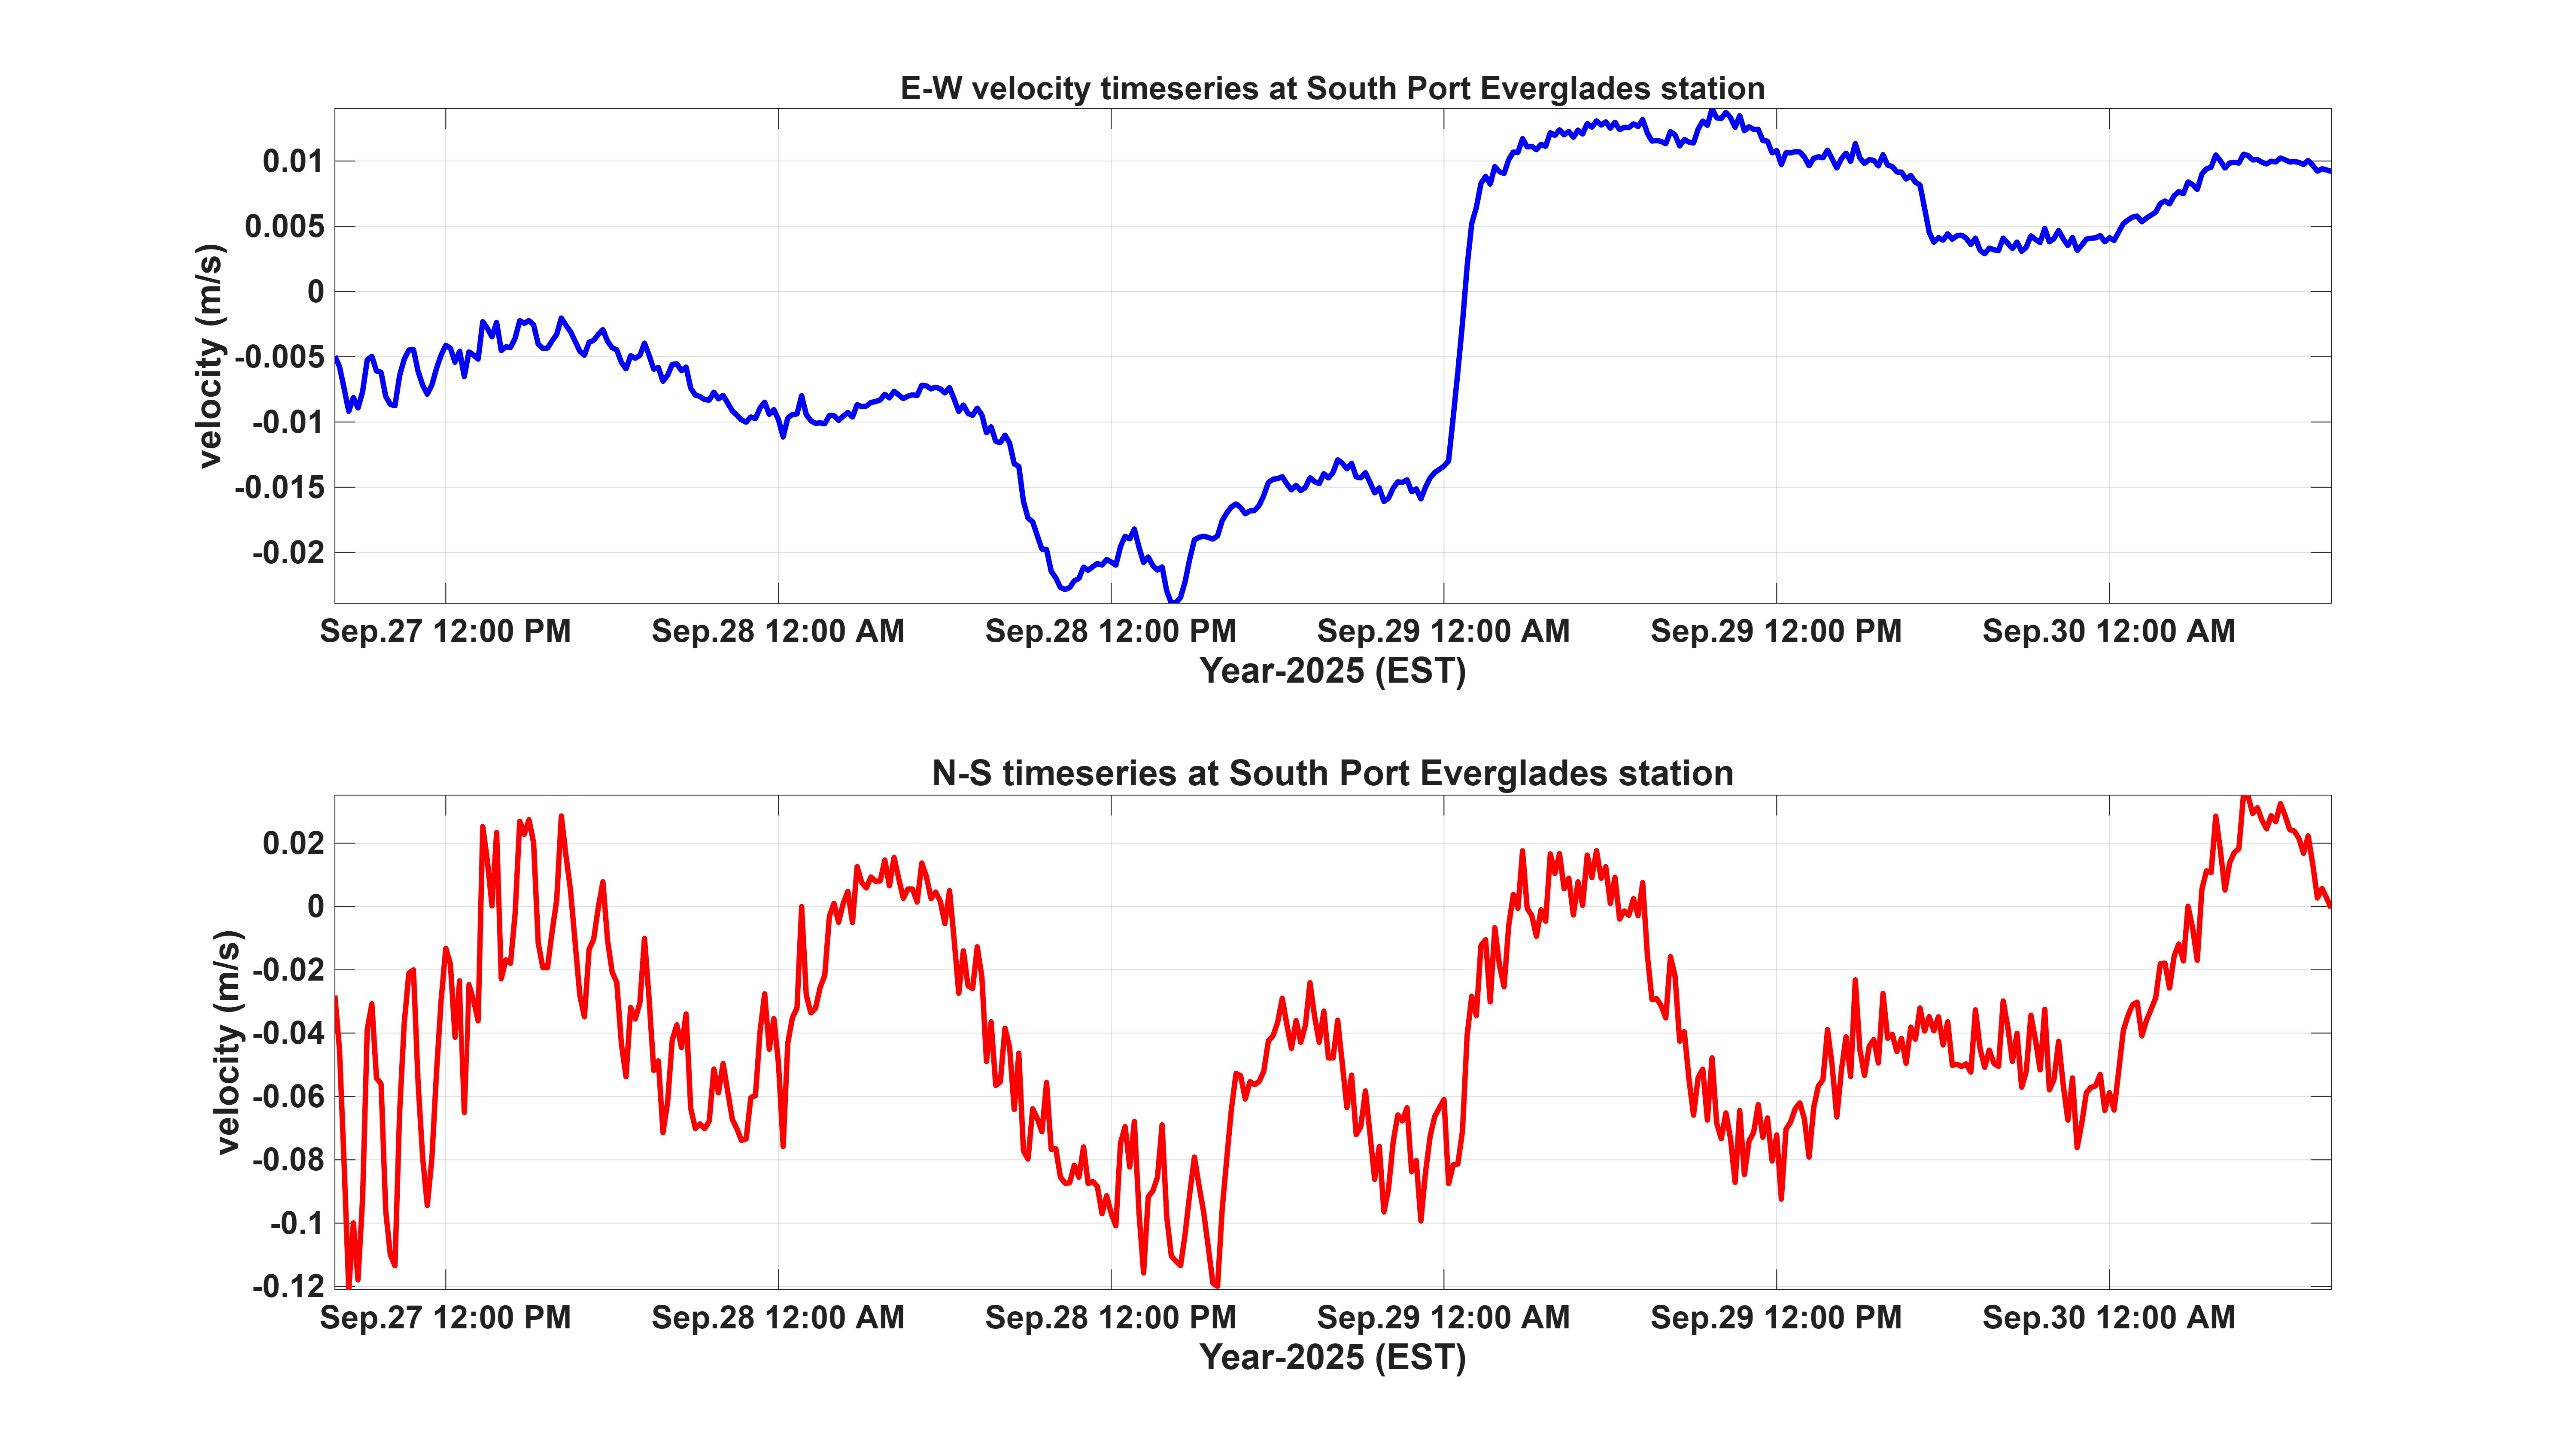 E-W velocity timeseries at South Port Everglades station
0.01
0.005
0
-0.005
-0.01
-0.015
-0.02
velocity (m/s)
Sep.27 12:00 PM Sep.28 12:00 AM Sep.28 12:00 PM Sep.29 12:00 AM Sep.29 12:00 PM Sep.30 12:00 AM
Year-2025 (EST)
N-S timeseries at South Port Everglades station
0.02
0
-0.02
-0.04
-0.06
-0.08
-0.1
-0.12
velocity (m/s)
Sep.27 12:00 PM Sep.28 12:00 AM Sep.28 12:00 PM Sep.29 12:00 AM Sep.29 12:00 PM Sep.30 12:00 AM
Year-2025 (EST)